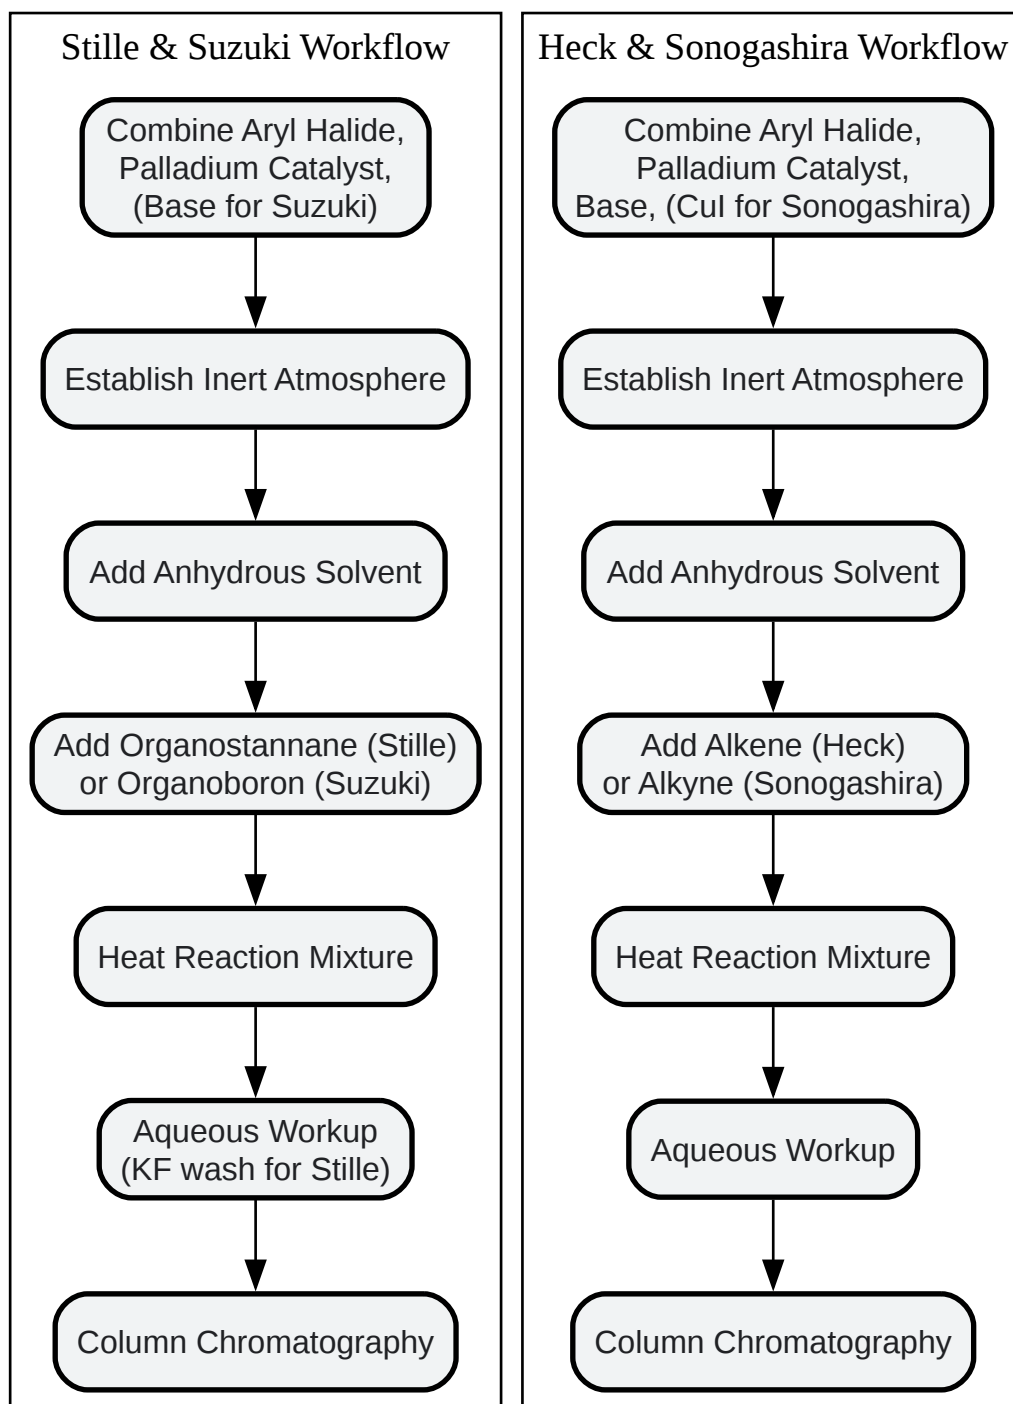 Stille & Suzuki Workflow
Combine Aryl Halide,
Palladium Catalyst,
(Base for Suzuki)
Establish Inert Atmosphere
Add Anhydrous Solvent
Add Organostannane (Stille)
or Organoboron (Suzuki)
Heat Reaction Mixture
Aqueous Workup
(KF wash for Stille)
Column Chromatography
Heck & Sonogashira Workflow
Combine Aryl Halide,
Palladium Catalyst,
Base, (CuI for Sonogashira)
Establish Inert Atmosphere
Add Anhydrous Solvent
Add Alkene (Heck)
or Alkyne (Sonogashira)
Heat Reaction Mixture
Aqueous Workup
Column Chromatography